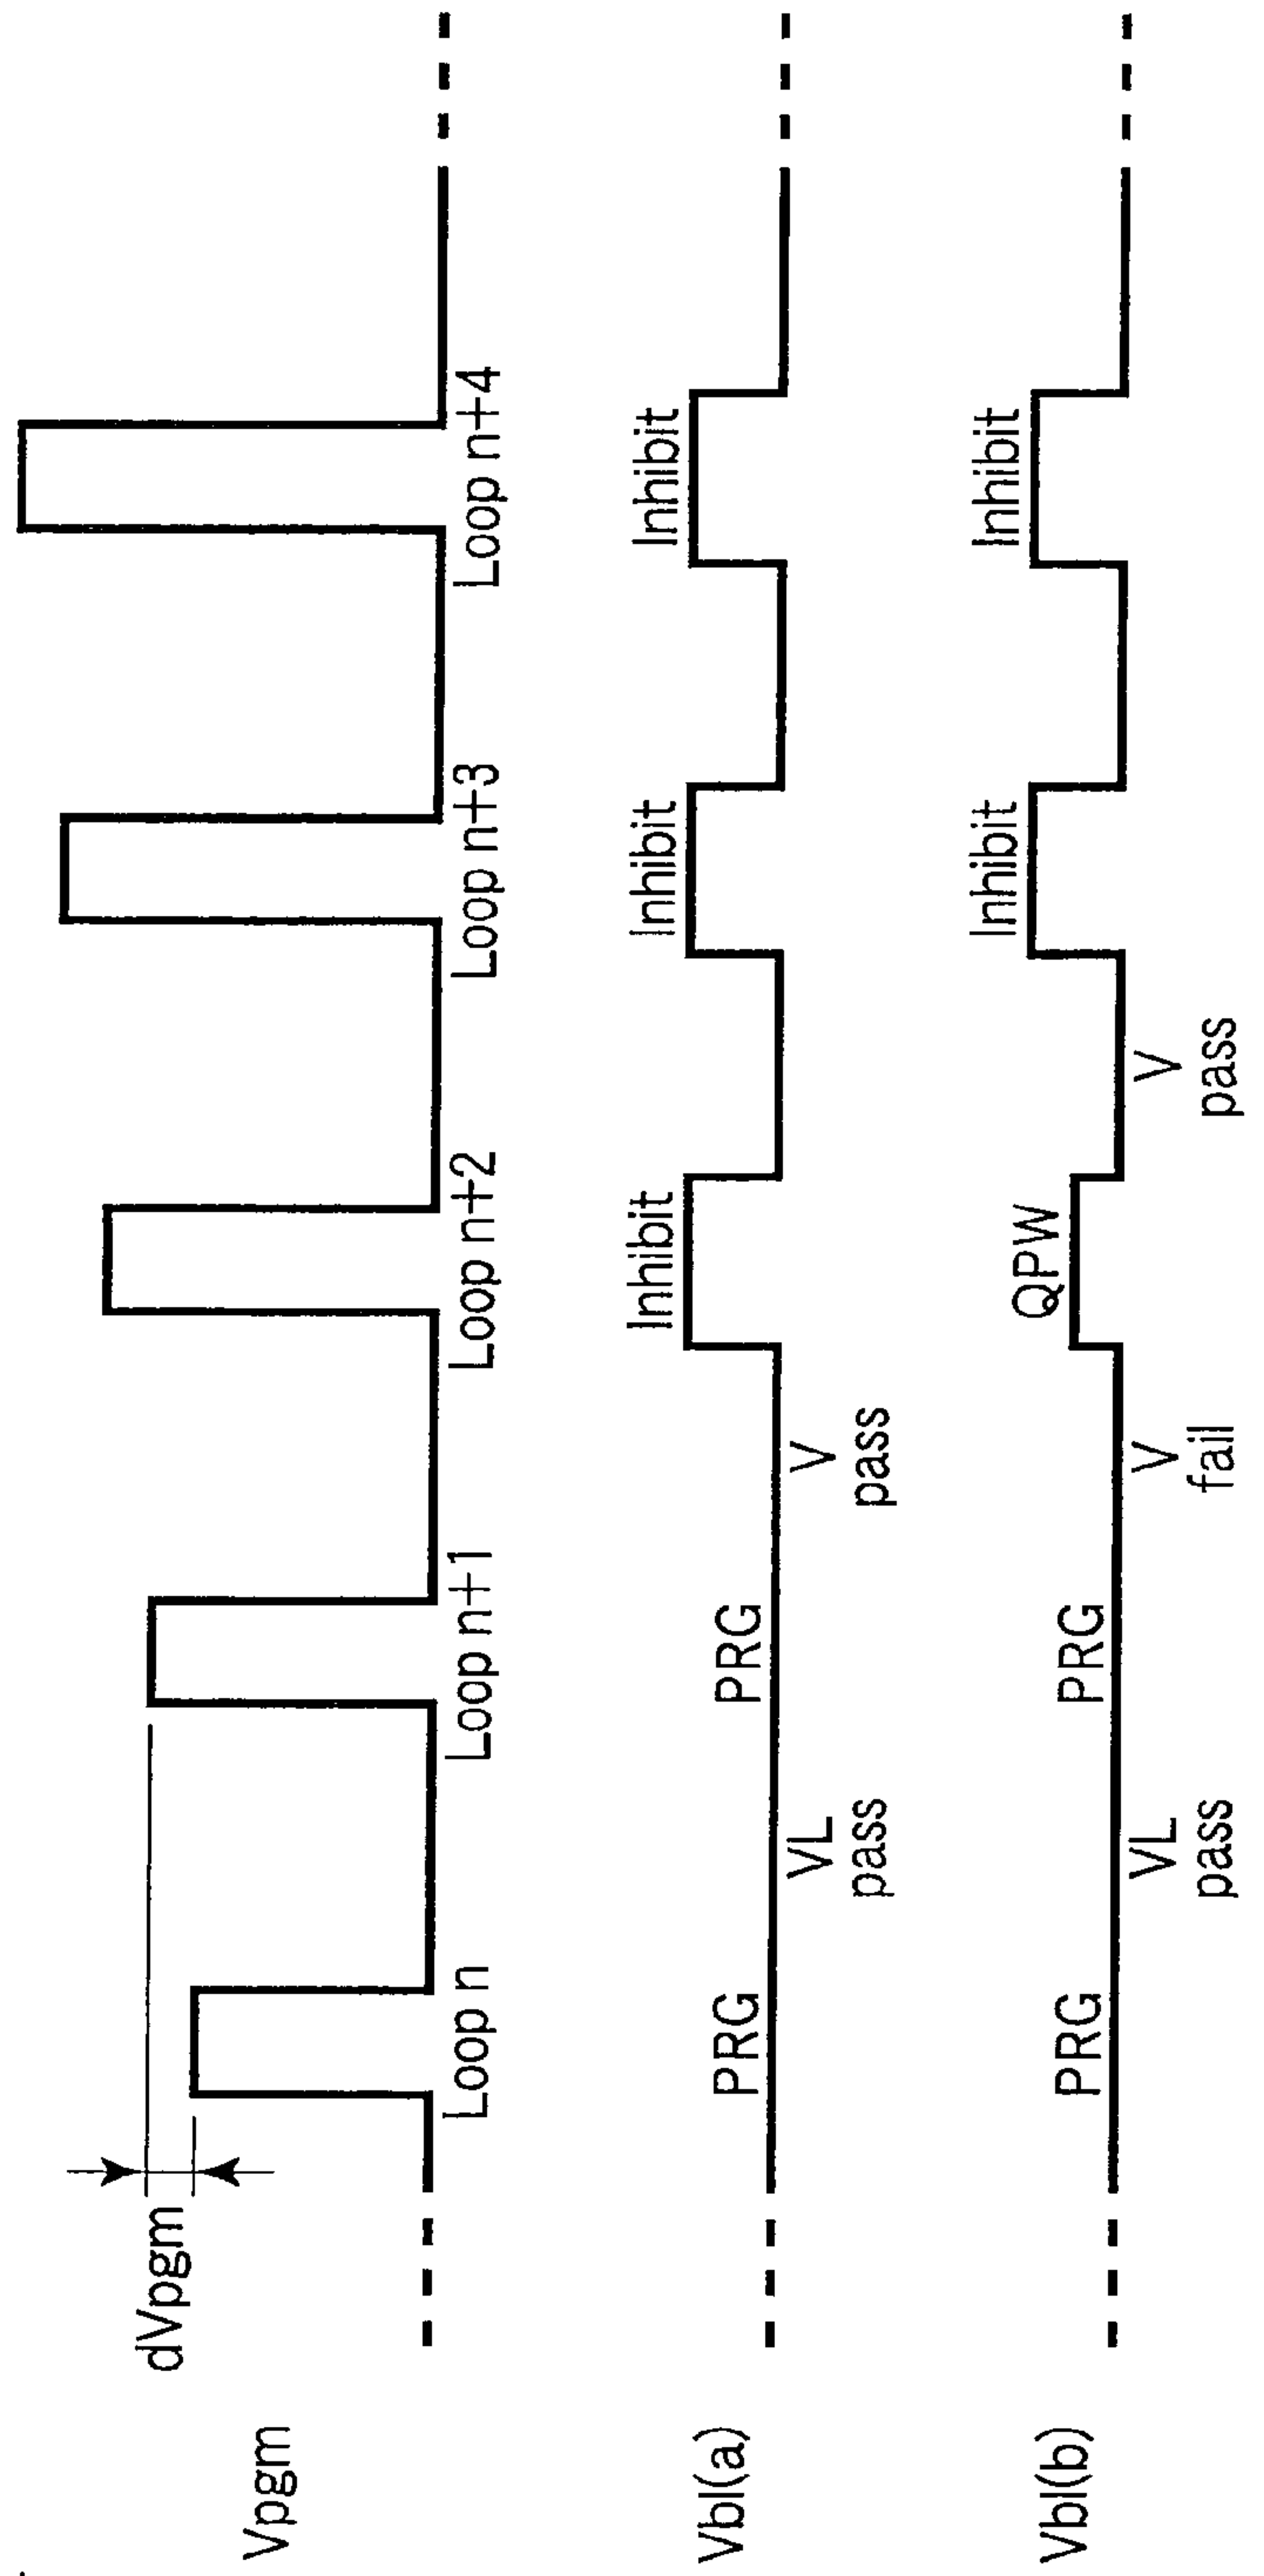 dVpgm
Vpgm
Loop n
Loop n+1
Loop n+2
Loop n+3
Loop n+4
Vbl(a)
PRG
PRG
Inhibit
Inhibit
Inhibit
VL
pass
V
pass
Vbl(b)
PRG
PRG
QPW
Inhibit
Inhibit
VL
pass
V
fail
V
pass